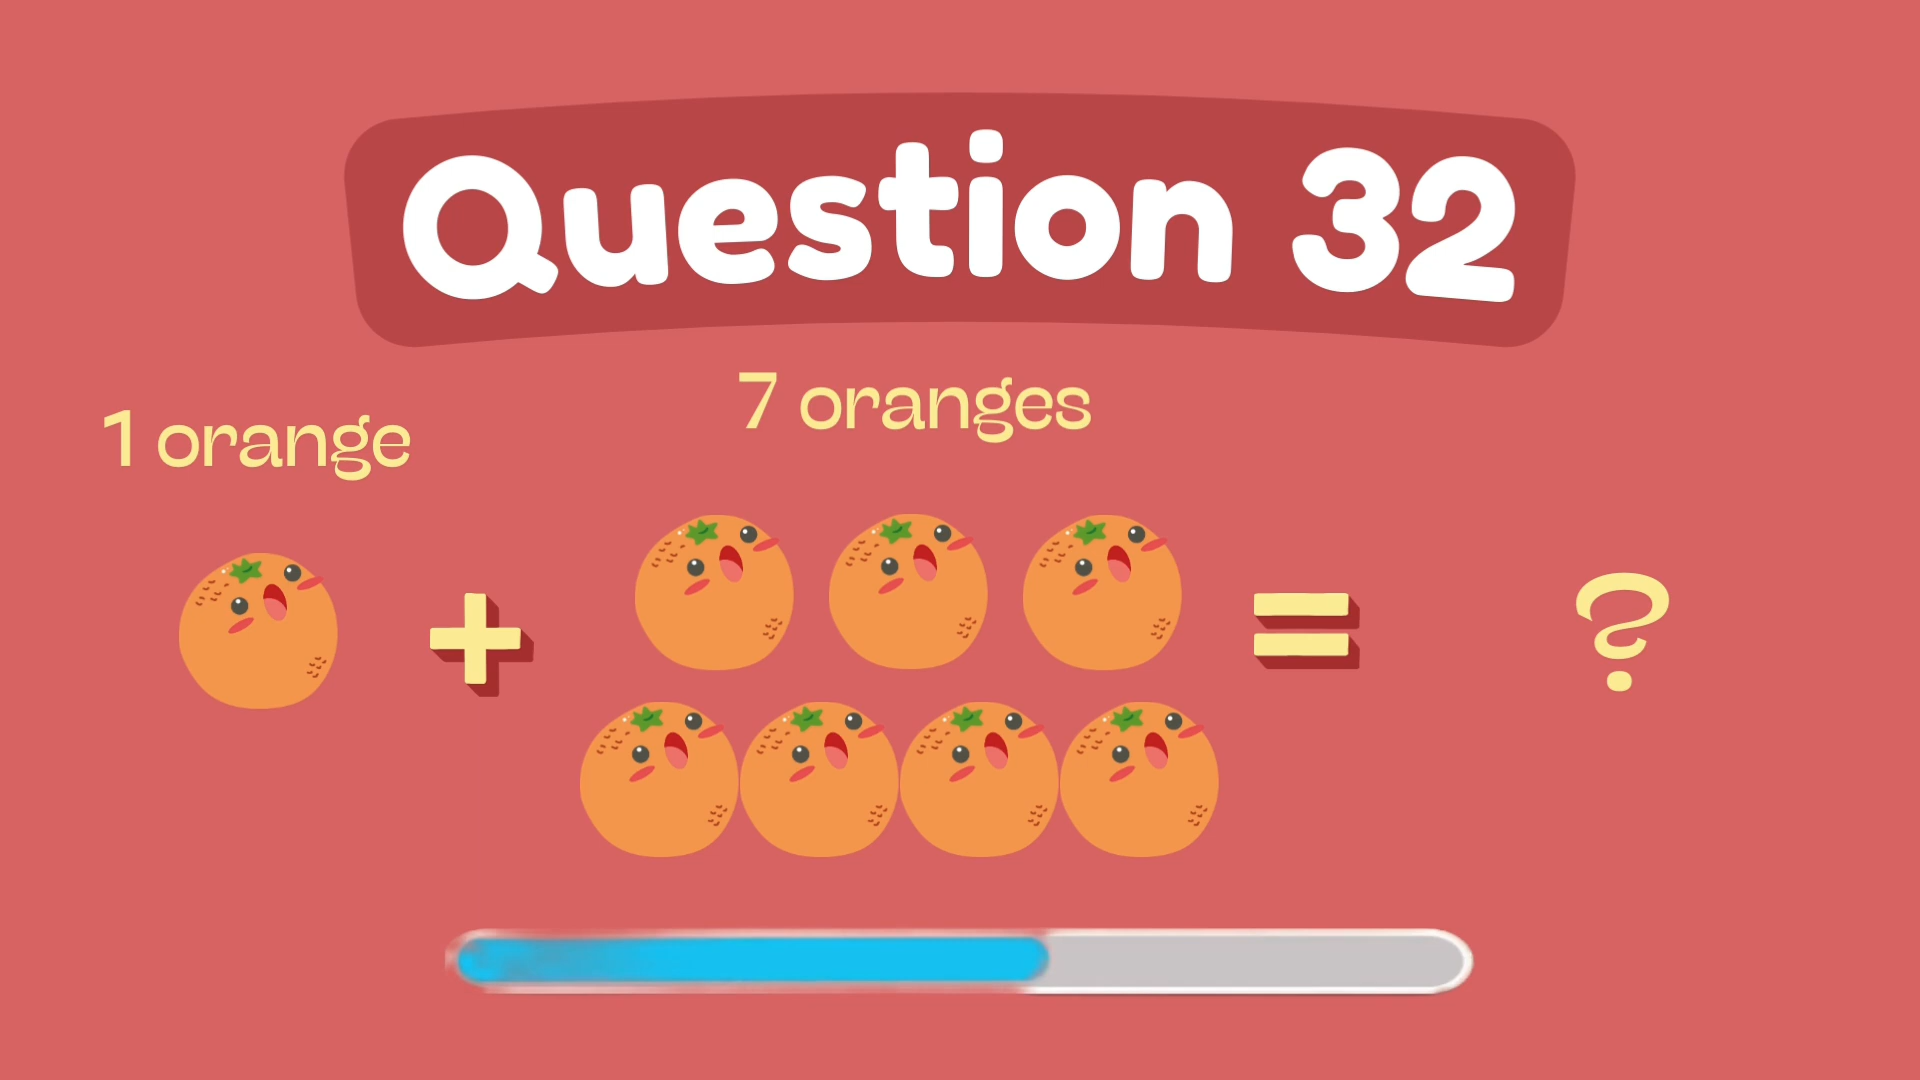 Question 32
7 oranges
1 orange
+ = ?